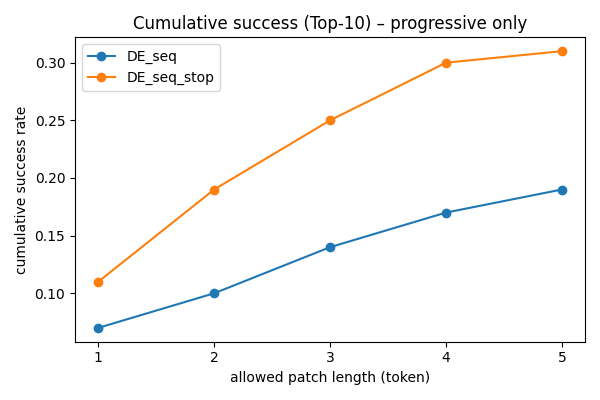 Cumulative success (Top-10) – progressive only
DE_seq
DE_seq_stop
cumulative success rate
0.30
0.25
0.20
0.15
0.10
1 2 3 4 5
allowed patch length (token)